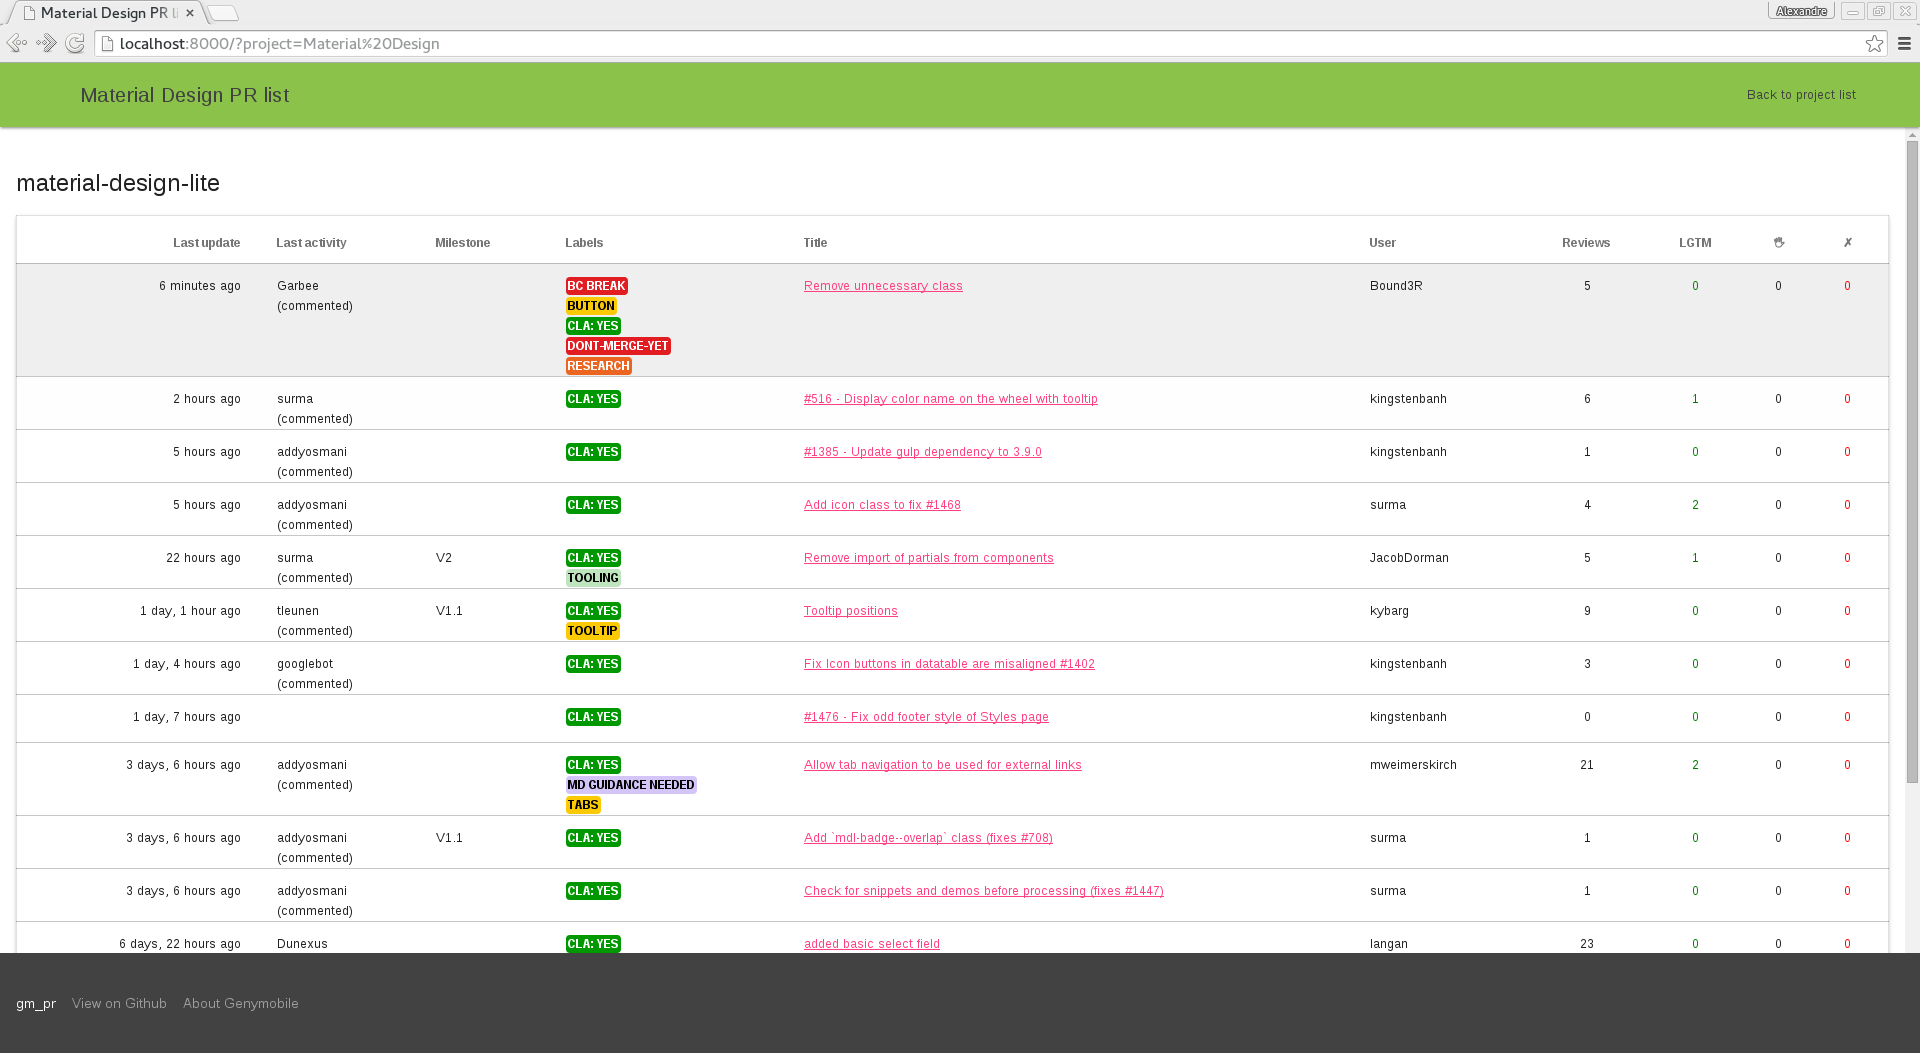 Material Design PR li
Alexandre
localhost:8000/?project=Material%20Design
Material Design PR list
Back to project list
material-design-lite
Last update Last activity Milestone Labels Title User Reviews LGTM ✋ ✗
6 minutes ago Garbee BC BREAK Remove unnecessary class Bound3R 5 0 0 0
(commented) BUTTON
CLA: YES
DONT-MERGE-YET
RESEARCH
2 hours ago surma CLA: YES #516 - Display color name on the wheel with tooltip kingstenbanh 6 1 0 0
(commented)
5 hours ago addyosmani CLA: YES #1385 - Update gulp dependency to 3.9.0 kingstenbanh 1 0 0 0
(commented)
5 hours ago addyosmani CLA: YES Add icon class to fix #1468 surma 4 2 0 0
(commented)
22 hours ago surma V2 CLA: YES Remove import of partials from components JacobDorman 5 1 0 0
(commented) TOOLING
1 day, 1 hour ago tleunen V1.1 CLA: YES Tooltip positions kybarg 9 0 0 0
(commented) TOOLTIP
1 day, 4 hours ago googlebot CLA: YES Fix Icon buttons in datatable are misaligned #1402 kingstenbanh 3 0 0 0
(commented)
1 day, 7 hours ago CLA: YES #1476 - Fix odd footer style of Styles page kingstenbanh 0 0 0 0
3 days, 6 hours ago addyosmani CLA: YES Allow tab navigation to be used for external links mweimerskirch 21 2 0 0
(commented) MD GUIDANCE NEEDED
TABS
3 days, 6 hours ago addyosmani V1.1 CLA: YES Add `mdl-badge--overlap` class (fixes #708) surma 1 0 0 0
(commented)
3 days, 6 hours ago addyosmani CLA: YES Check for snippets and demos before processing (fixes #1447) surma 1 0 0 0
(commented)
6 days, 22 hours ago Dunexus CLA: YES added basic select field langan 23 0 0 0
gm_pr View on Github About Genymobile